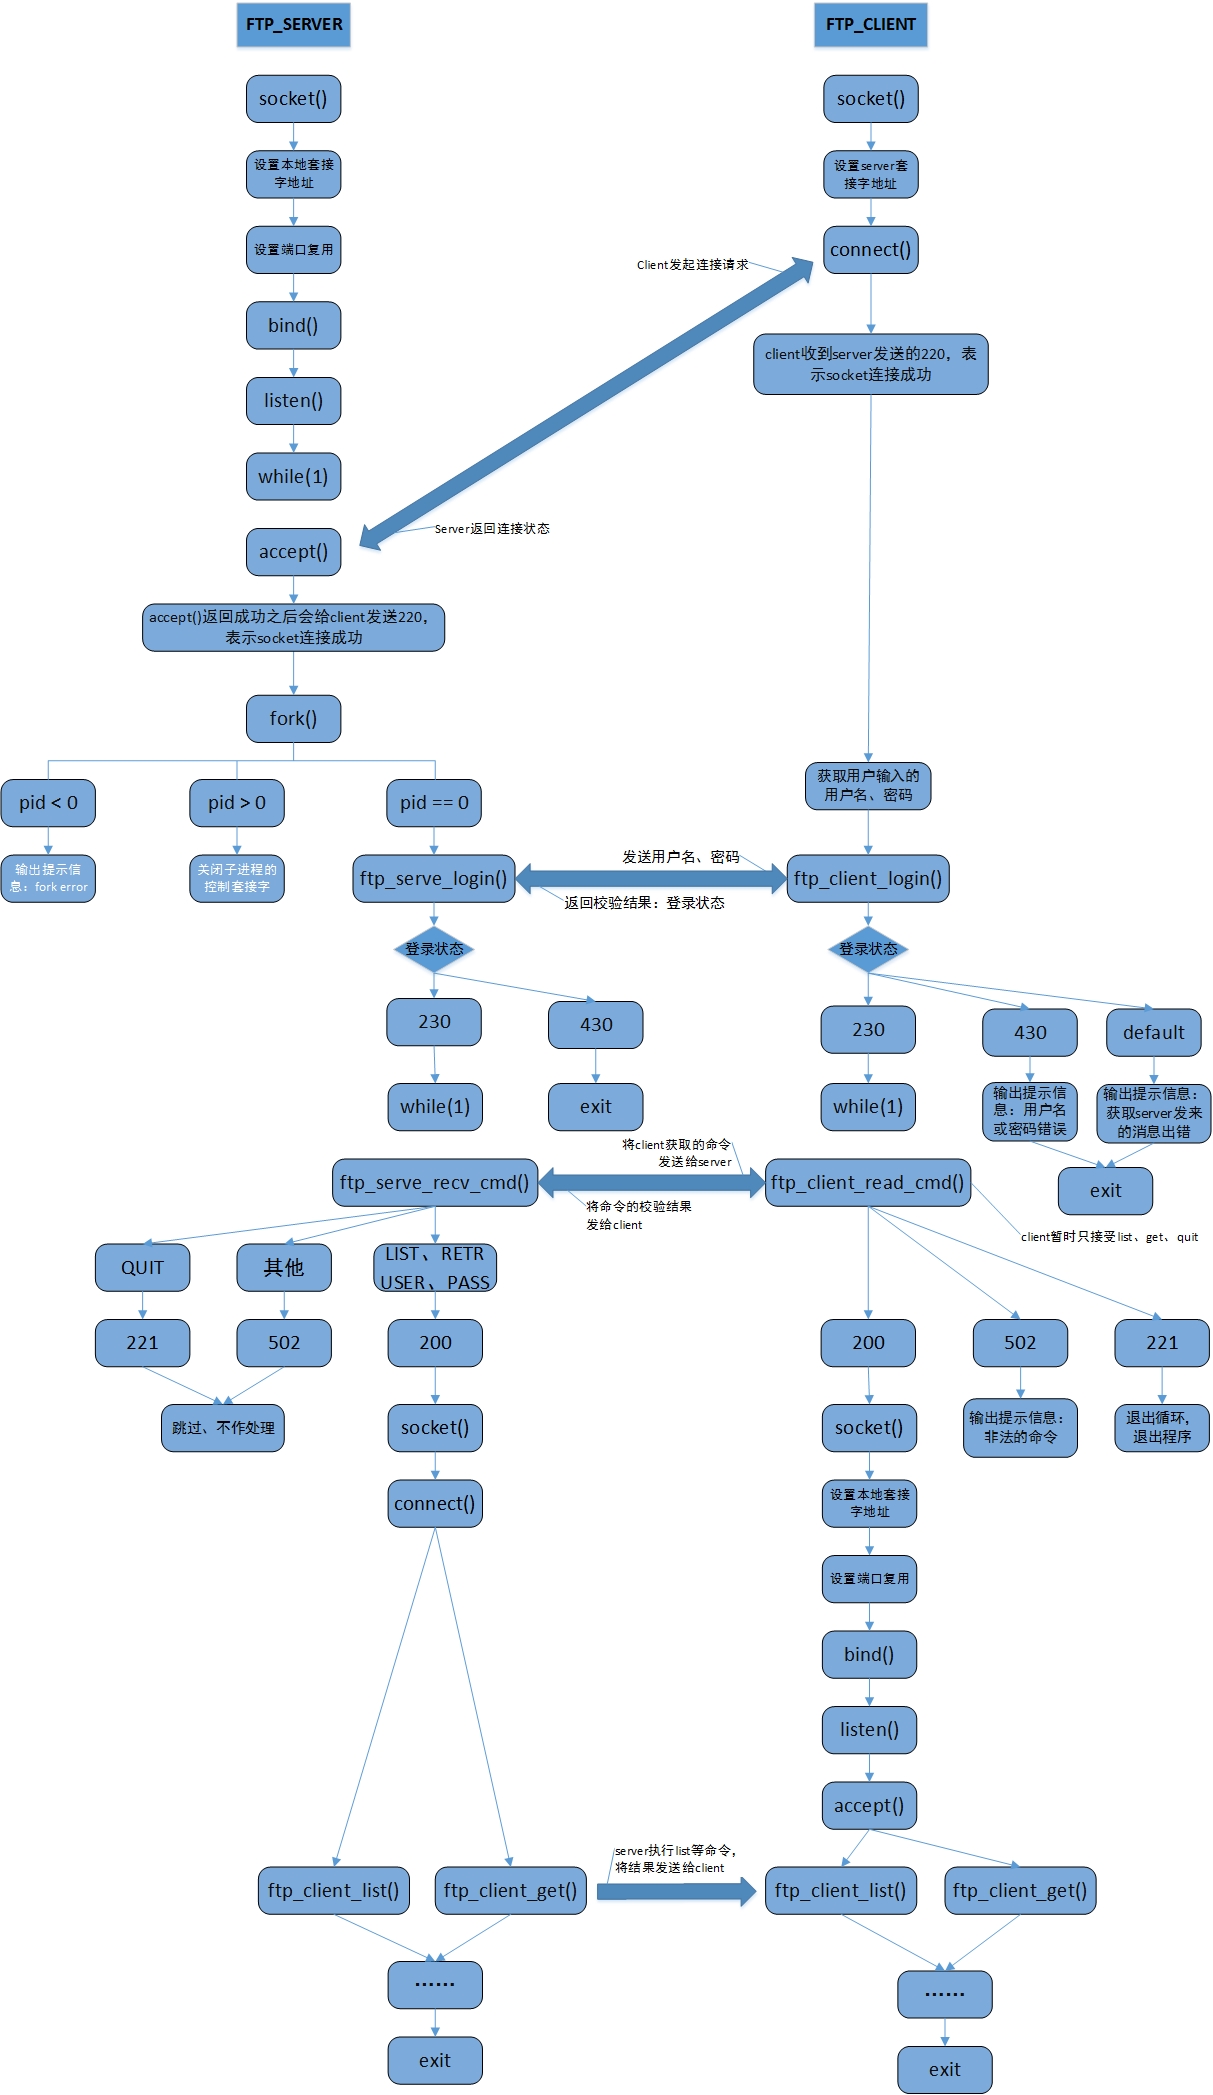 FTP_SERVER
FTP_CLIENT
socket()
socket()
设置本地套接
字地址
设置server套
接字地址
设置端口复用
connect()
Client发起连接请求
bind()
client收到server发送的220，表
示socket连接成功
listen()
while(1)
Server返回连接状态
accept()
accept()返回成功之后会给client发送220，
表示socket连接成功
fork()
pid < 0
pid > 0
pid == 0
获取用户输入的
用户名、密码
输出提示信
息：fork error
关闭子进程的
控制套接字
ftp_serve_login()
发送用户名、密码
返回校验结果：登录状态
ftp_client_login()
登录状态
登录状态
230
430
230
430
default
while(1)
exit
while(1)
输出提示信
息：用户名
或密码错误
输出提示信息：
获取server发来
的消息出错
将client获取的命令
发送给server
ftp_serve_recv_cmd()
ftp_client_read_cmd()
exit
将命令的校验结果
发给client
client暂时只接受list、get、quit
QUIT
其他
LIST、RETR
USER、PASS
221
502
200
200
502
221
跳过、不作处理
socket()
socket()
输出提示信息：
非法的命令
退出循环，
退出程序
connect()
设置本地套接
字地址
设置端口复用
bind()
listen()
accept()
server执行list等命令，
将结果发送给client
ftp_client_list()
ftp_client_get()
ftp_client_list()
ftp_client_get()
……
……
exit
exit